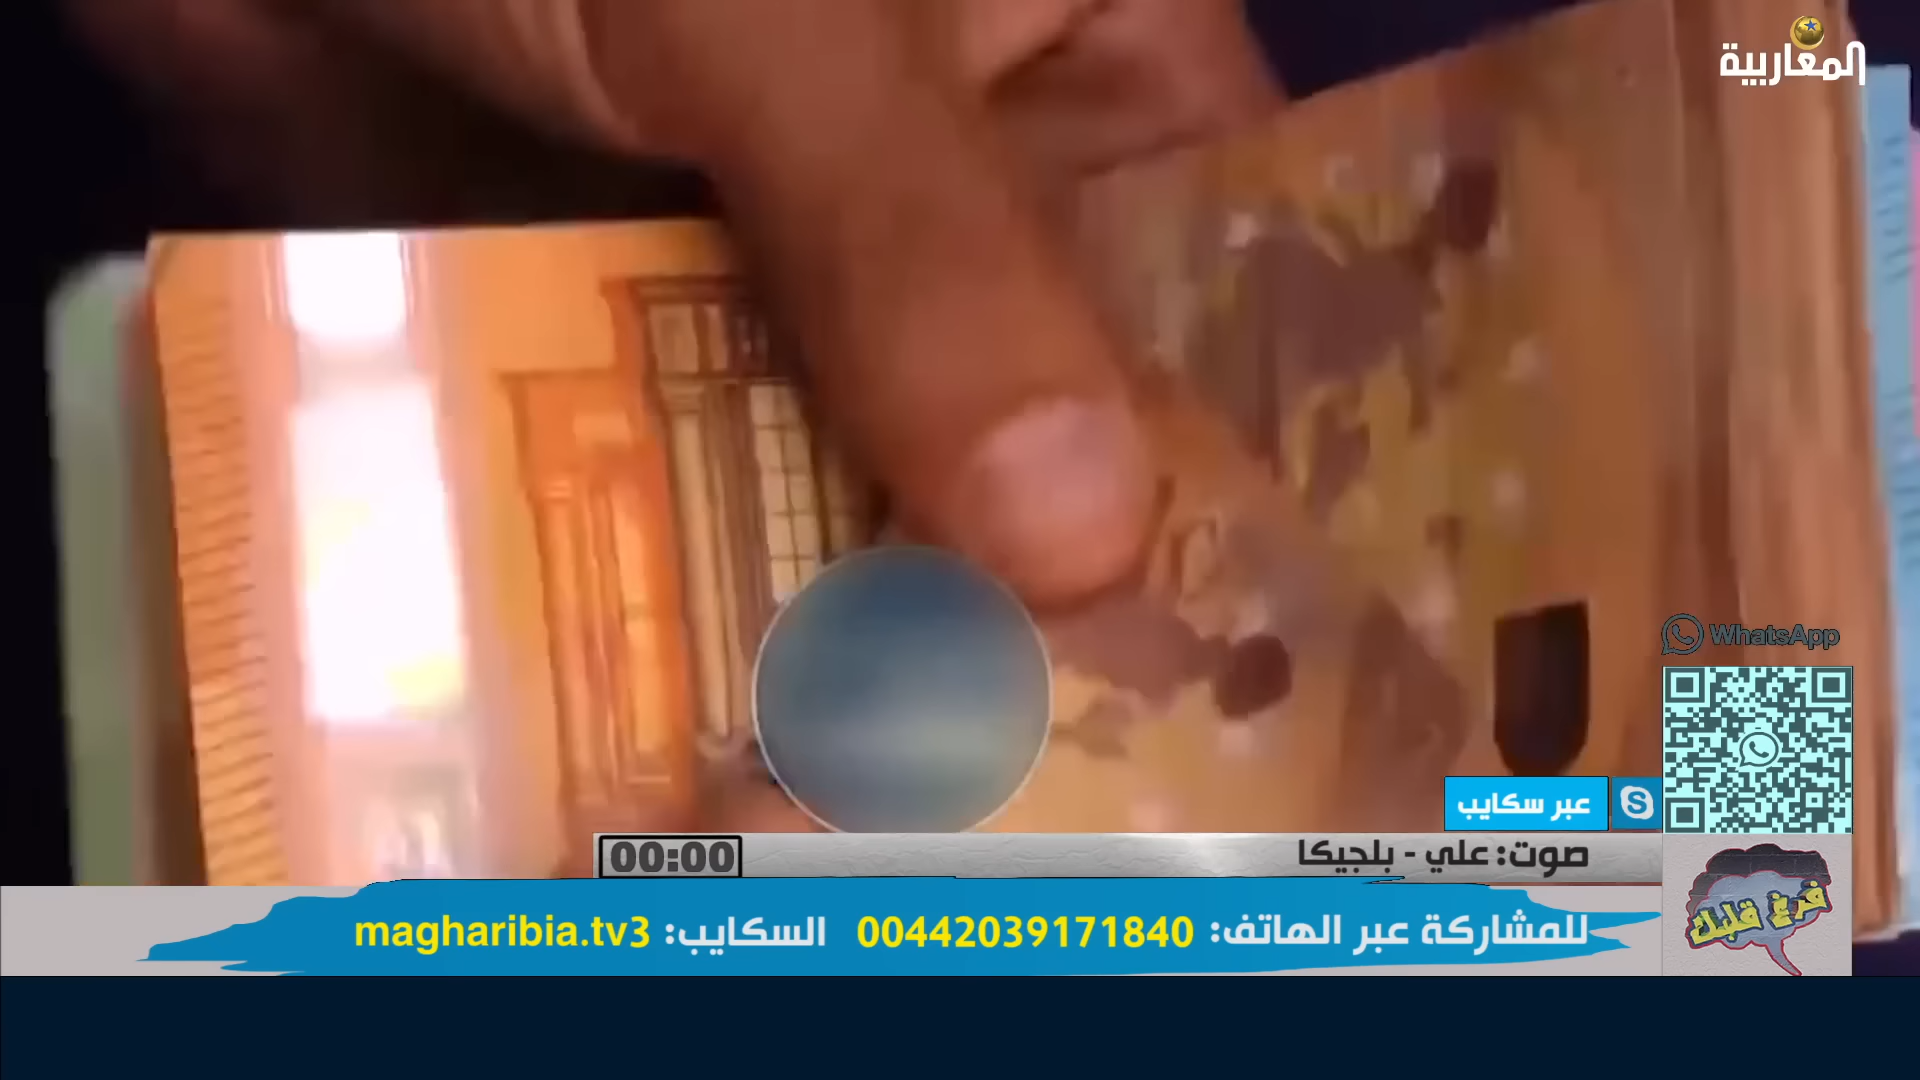 المغاربية
WhatsApp
عبر سكايب
صوت: علي - بلجيكا
00:00
للمشاركة عبر الهاتف: 00442039171840 السكايب: magharibia.tv3
فرغ قلبك